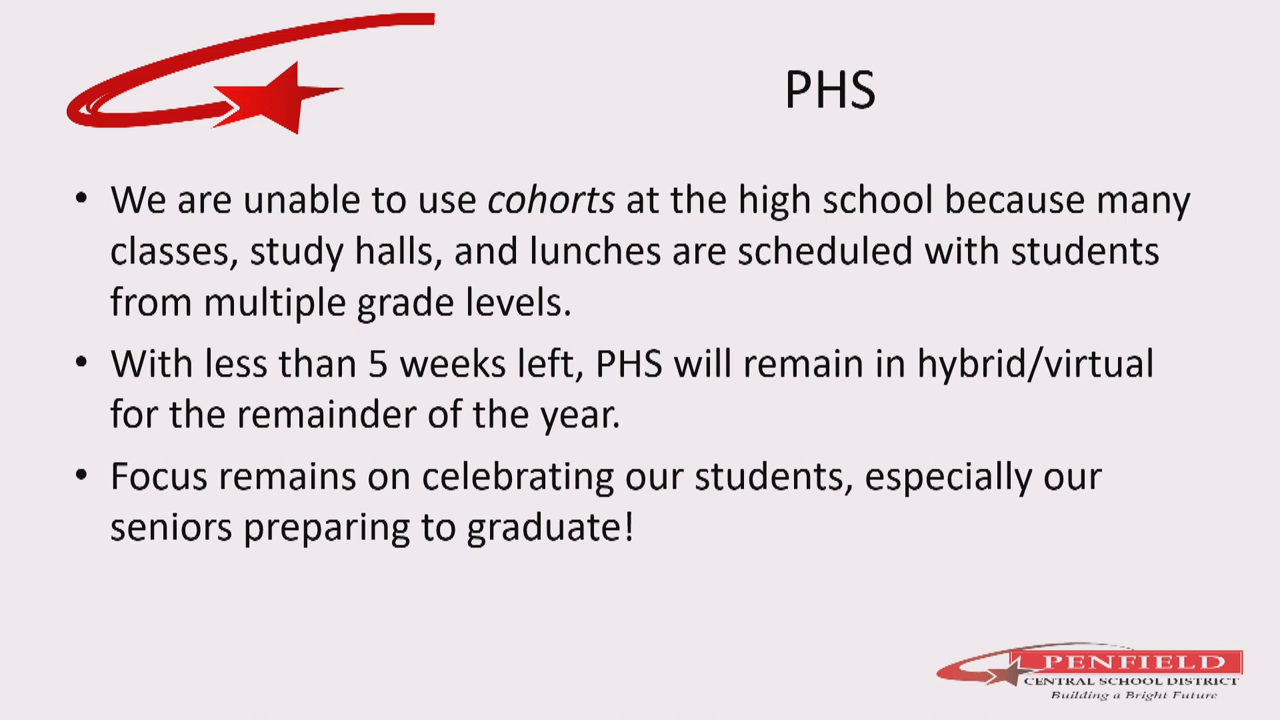 PHS
• We are unable to use cohorts at the high school because many
classes, study halls, and lunches are scheduled with students
from multiple grade levels.
• With less than 5 weeks left, PHS will remain in hybrid/virtual
for the remainder of the year.
• Focus remains on celebrating our students, especially our
seniors preparing to graduate!
PENFIELD
CENTRAL SCHOOL DISTRICT
Building a Bright Future